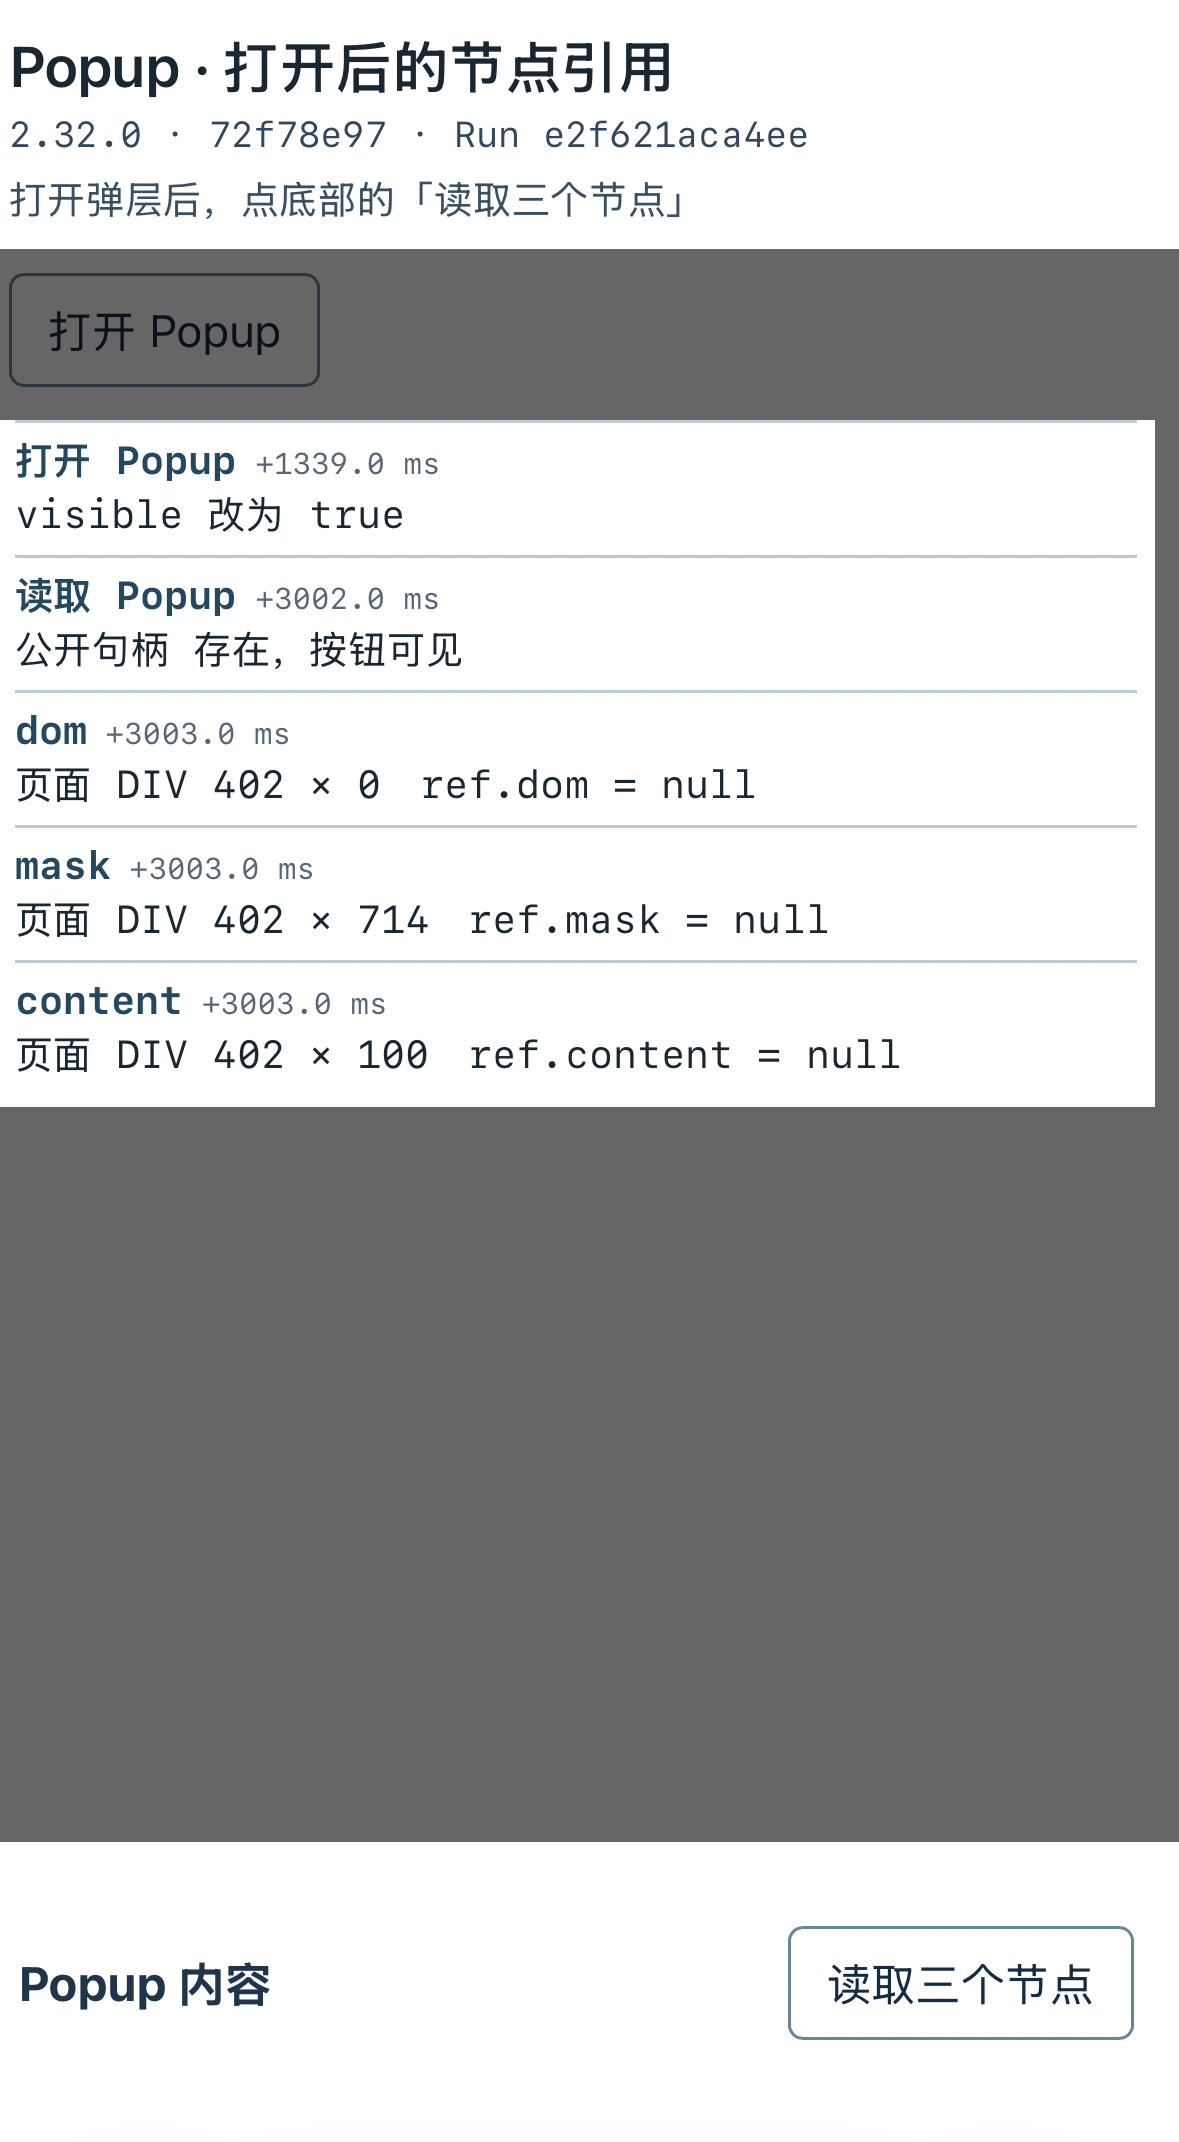 Popup · 打开后的节点引用
2.32.0 · 72f78e97 · Run e2f621aca4ee
打开弹层后，点底部的「读取三个节点」
打开 Popup
打开 Popup +1339.0 ms
visible 改为 true
读取 Popup +3002.0 ms
公开句柄 存在，按钮可见
dom +3003.0 ms
页面 DIV 402 × 0 ref.dom = null
mask +3003.0 ms
页面 DIV 402 × 714 ref.mask = null
content +3003.0 ms
页面 DIV 402 × 100 ref.content = null
Popup 内容
读取三个节点